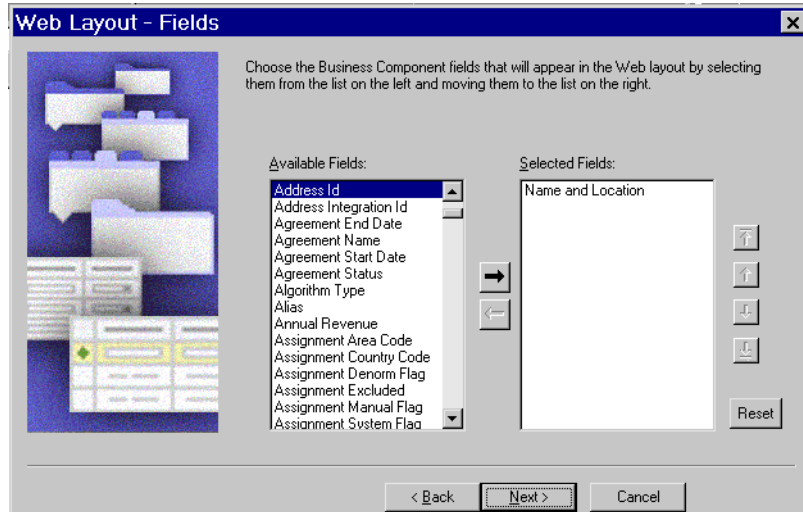 Web Layout - Fields
Choose the Business Component fields that will appear in the Web layout by selecting
them from the list on the left and moving them to the list on the right.
Available Fields:
Address Id
Address Integration Id
Agreement End Date
Agreement Name
Agreement Start Date
Agreement Status
Algorithm Type
Alias
Annual Revenue
Assignment Area Code
Assignment Country Code
Assignment Denorm Flag
Assignment Excluded
Assignment Manual Flag
Assignment System Flag
Selected Fields:
Name and Location
Reset
< Back
Next >
Cancel